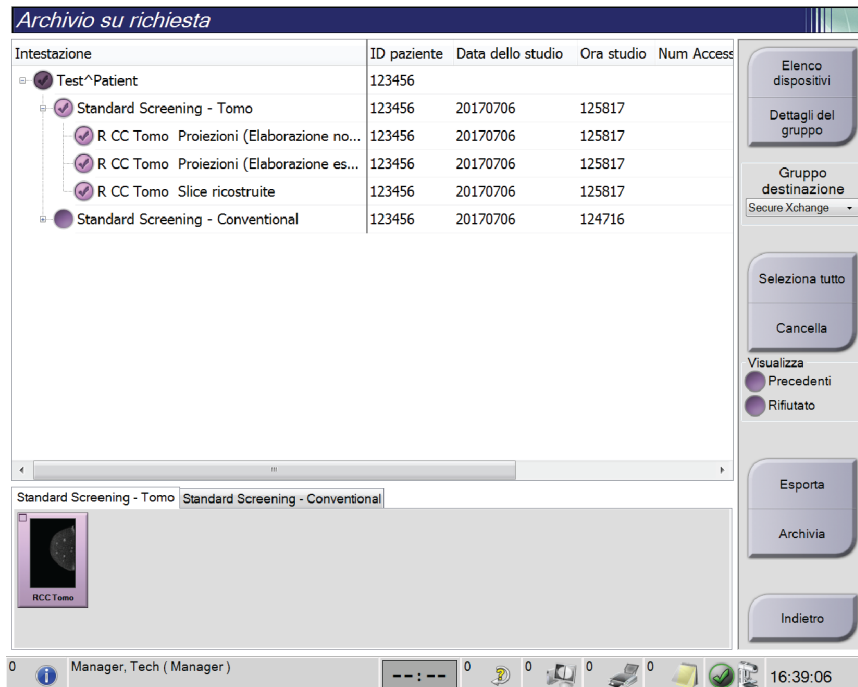 Archivio su richiesta
Intestazione ID paziente Data dello studio Ora studio Num Access
Test^Patient 123456
Standard Screening - Tomo 123456 20170706 125817
R CC Tomo Proiezioni (Elaborazione no... 123456 20170706 125817
R CC Tomo Proiezioni (Elaborazione es... 123456 20170706 125817
R CC Tomo Slice ricostruite 123456 20170706 125817
Standard Screening - Conventional 123456 20170706 124716
Elenco
dispositivi
Dettagli del
gruppo
Gruppo
destinazione
Secure Xchange
Seleziona tutto
Cancella
Visualizza
Precedenti
Rifiutato
Esporta
Archivia
Indietro
Standard Screening - Tomo Standard Screening - Conventional
RCC Tomo
0 Manager, Tech ( Manager ) --:-- 0 0 0 0 16:39:06